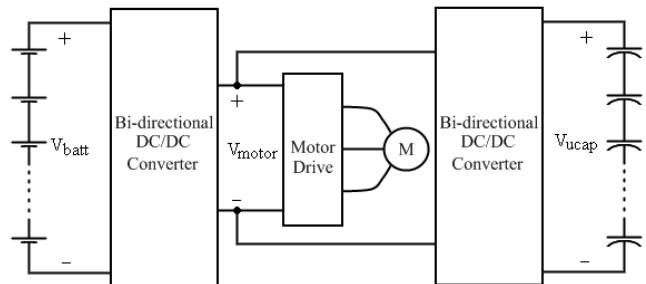 +
V_batt
−
Bi-directional
DC/DC
Converter
+
V_motor
−
Motor
Drive
M
Bi-directional
DC/DC
Converter
+
V_ucap
−